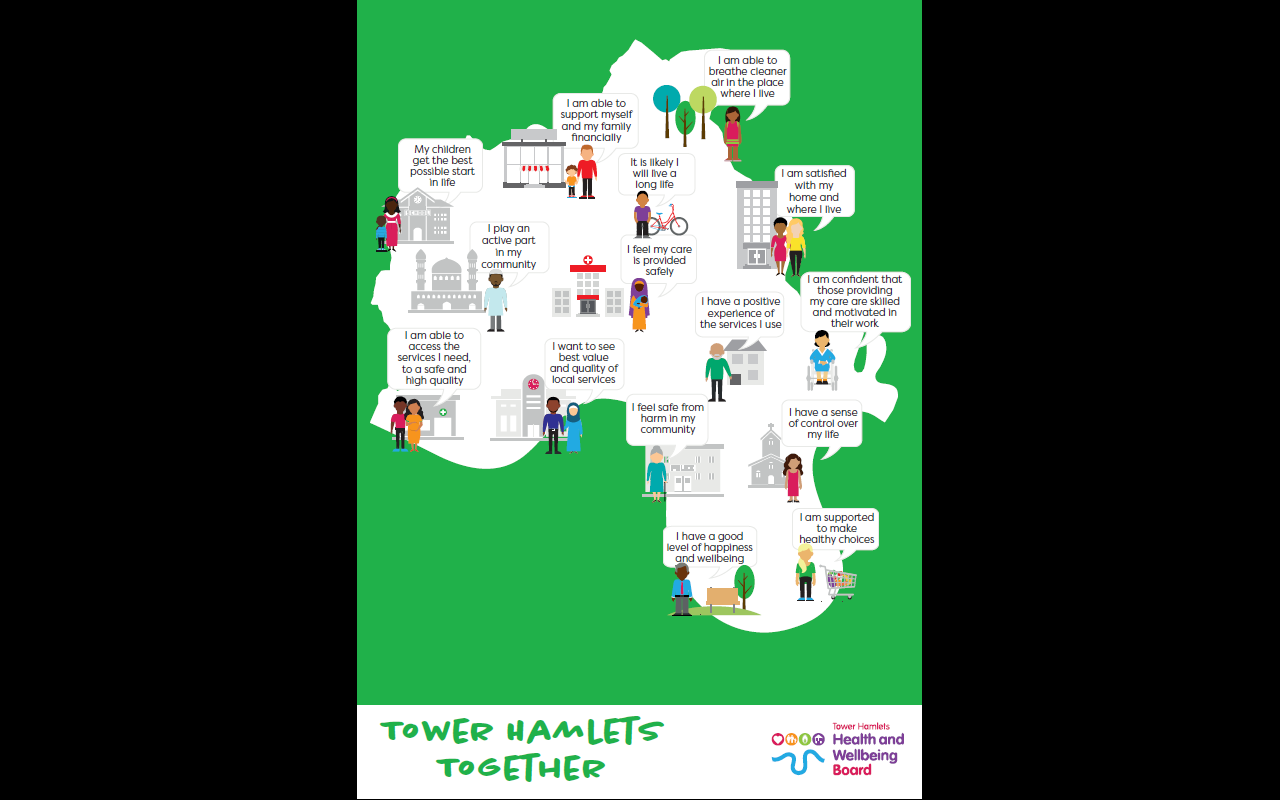 I am able to
breathe cleaner
air in the place
where I live
I am able to
support myself
and my family
financially
My children
get the best
possible start
in life
It is likely I
will live a
long life
I am satisfied
with my
home and
where I live
SCHOOL
I play an
active part
in my
community
I feel my care
is provided
safely
I am confident that
those providing
my care are skilled
and motivated in
their work
I have a positive
experience of
the services I use
I am able to
access the
services I need,
to a safe and
high quality
I want to see
best value
and quality of
local services
I feel safe from
harm in my
community
I have a sense
of control over
my life
POLICE
I am supported
to make
healthy choices
I have a good
level of happiness
and wellbeing
TOWER HAMLETS
TOGETHER
Tower Hamlets
Health and
Wellbeing
Board